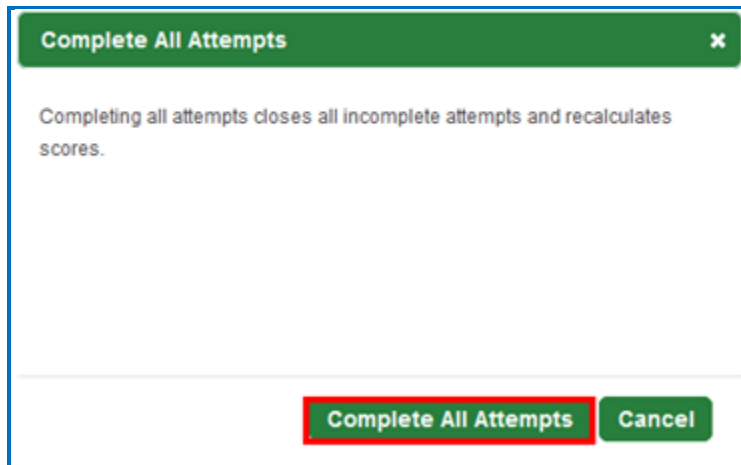 Complete All Attempts ×
Completing all attempts closes all incomplete attempts and recalculates
scores.
Complete All Attempts Cancel